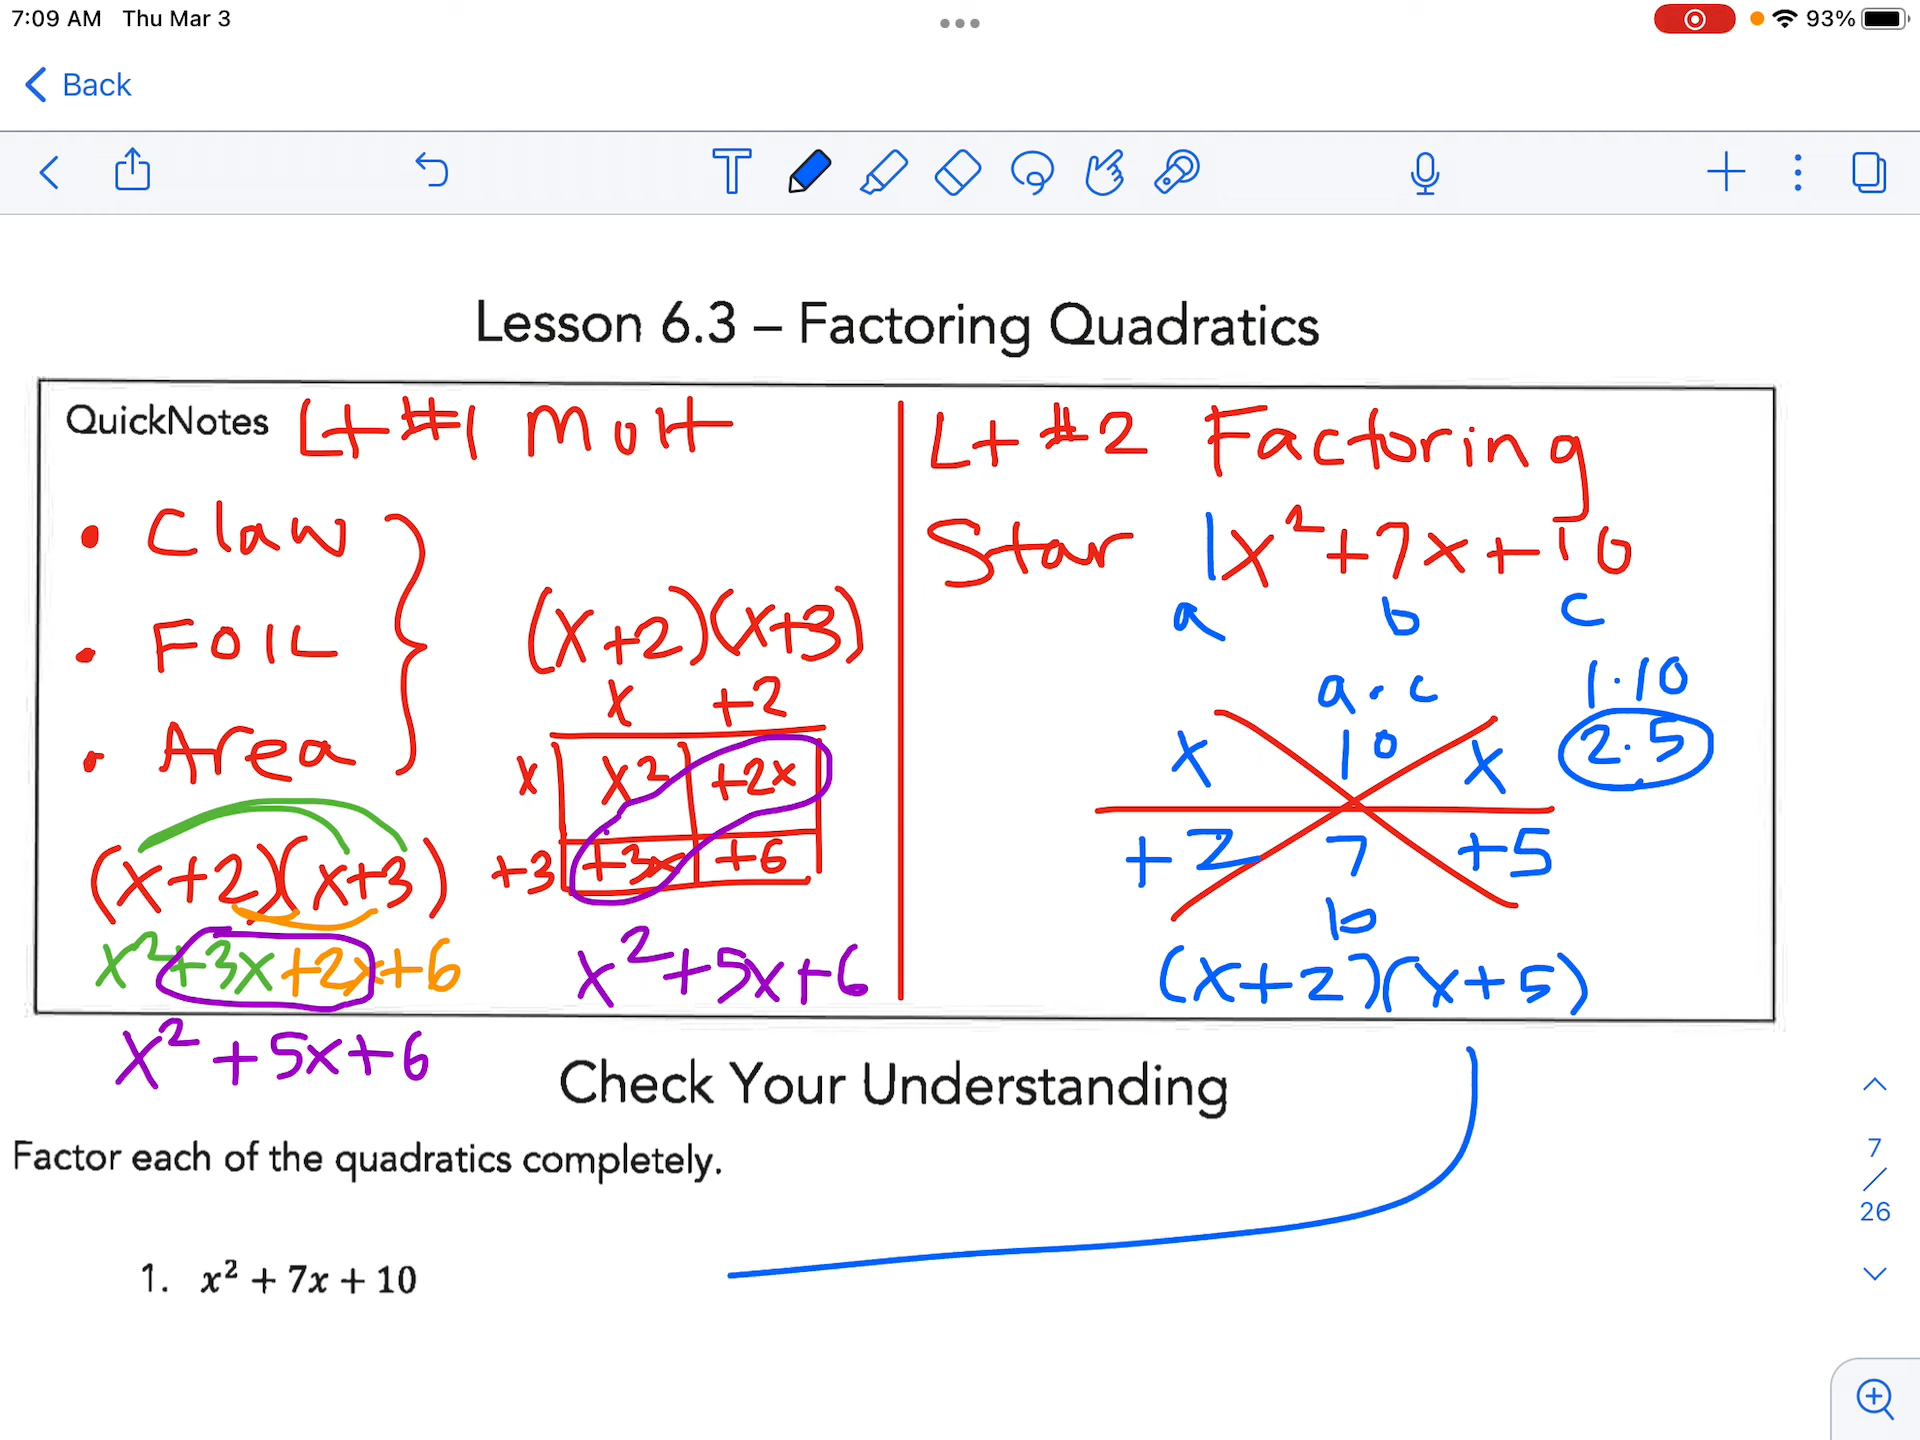 7:09 AM Thu Mar 3
93%
Back
Lesson 6.3 – Factoring Quadratics
QuickNotes Lt #1 Mult
• Claw
• FOIL
• Area
(x+2)(x+3)
x²+3x+2x+6
x²+5x+6
(x+2)(x+3)
x +2
x x² +2x
+3 +3x +6
x²+5x+6
Lt #2 Factoring
Star 1x²+7x+10
a b c
a·c
1·10
2·5
x 10 x
+2 7 +5
b
(x+2)(x+5)
Check Your Understanding
Factor each of the quadratics completely.
1. x² + 7x + 10
7
/
26